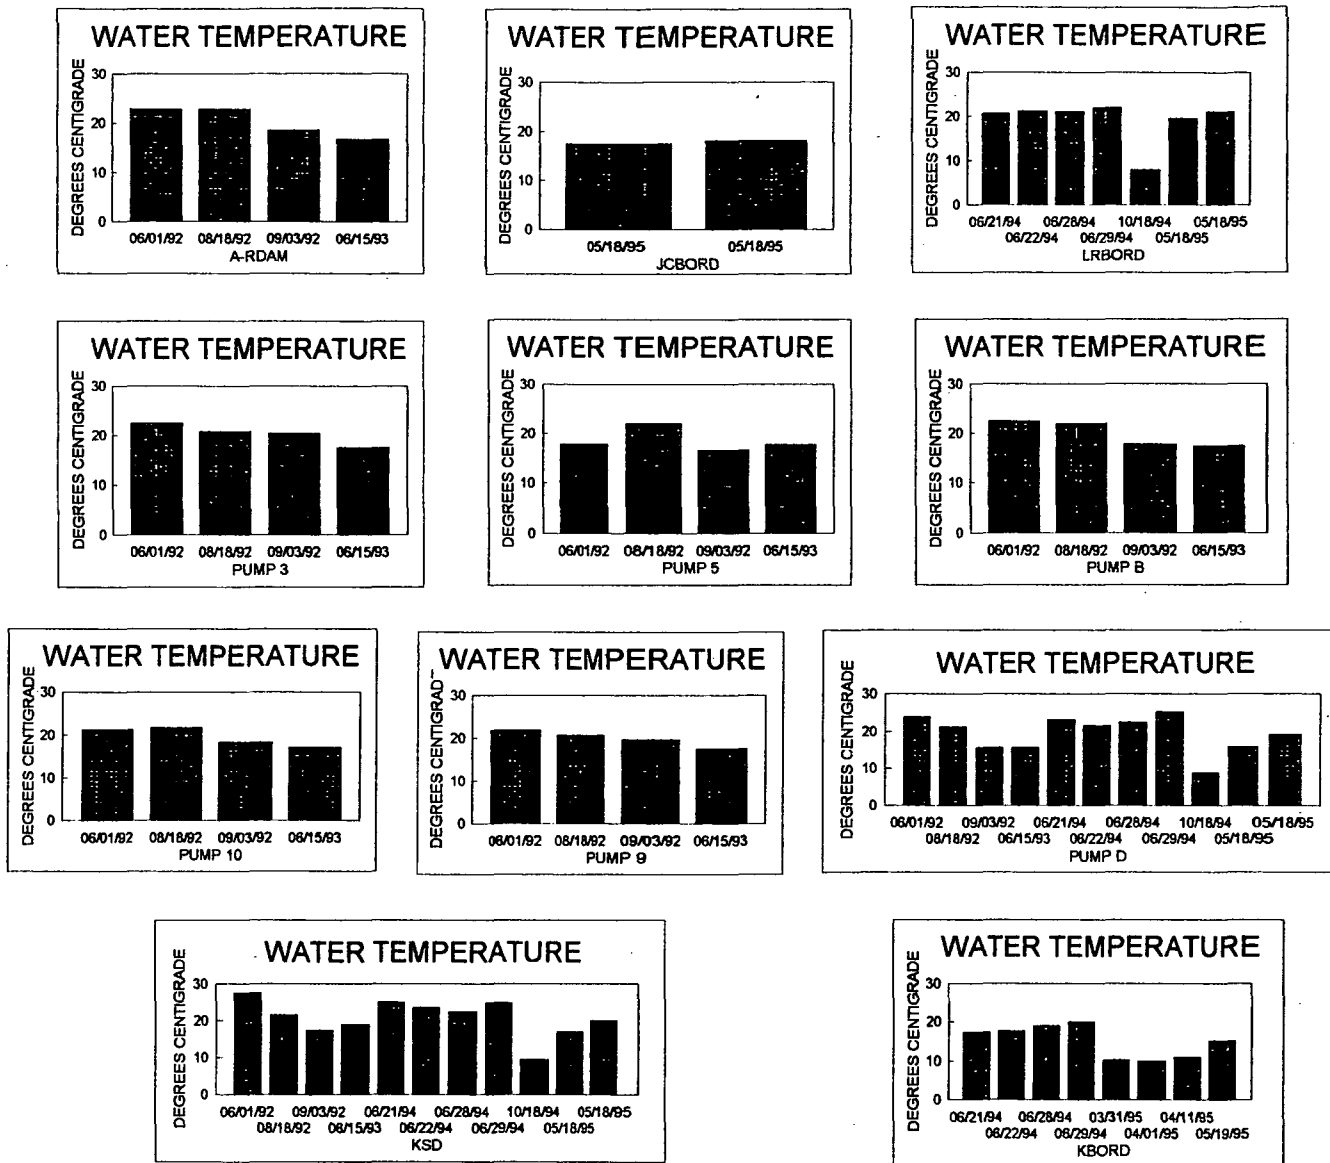 WATER TEMPERATURE
DEGREES CENTIGRADE
30
20
10
0
06/01/92 08/18/92 09/03/92 06/15/93
A-RDAM
WATER TEMPERATURE
DEGREES CENTIGRADE
30
20
10
0
05/18/95 05/18/95
JCBORD
WATER TEMPERATURE
DEGREES CENTIGRADE
30
20
10
0
06/21/94 06/28/94 10/18/94 05/18/95
06/22/94 06/29/94 05/18/95
LRBORD
WATER TEMPERATURE
DEGREES CENTIGRADE
30
20
10
0
06/01/92 08/18/92 09/03/92 06/15/93
PUMP 3
WATER TEMPERATURE
DEGREES CENTIGRADE
30
20
10
0
06/01/92 08/18/92 09/03/92 06/15/93
PUMP 5
WATER TEMPERATURE
DEGREES CENTIGRADE
30
20
10
0
06/01/92 08/18/92 09/03/92 06/15/93
PUMP B
WATER TEMPERATURE
DEGREES CENTIGRADE
30
20
10
0
06/01/92 08/18/92 09/03/92 06/15/93
PUMP 10
WATER TEMPERATURE
DEGREES CENTIGRAD
30
20
10
0
06/01/92 08/18/92 09/03/92 06/15/93
PUMP 9
WATER TEMPERATURE
DEGREES CENTIGRADE
30
20
10
0
06/01/92 09/03/92 06/21/94 06/28/94 10/18/94 05/18/95
08/18/92 06/15/93 06/22/94 06/29/94 05/18/95
PUMP D
WATER TEMPERATURE
DEGREES CENTIGRADE
30
20
10
0
06/01/92 09/03/92 06/21/94 06/28/94 10/18/94 05/18/95
08/18/92 06/15/93 06/22/94 06/29/94 05/18/95
KSD
WATER TEMPERATURE
DEGREES CENTIGRADE
30
20
10
0
06/21/94 06/28/94 03/31/95 04/11/95
06/22/94 06/29/94 04/01/95 05/19/95
KBORD